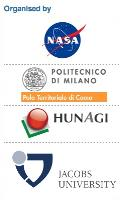 Organised by
NASA
POLITECNICO
DI MILANO
Polo Territoriale di Como
HUNAGI
JACOBS
UNIVERSITY